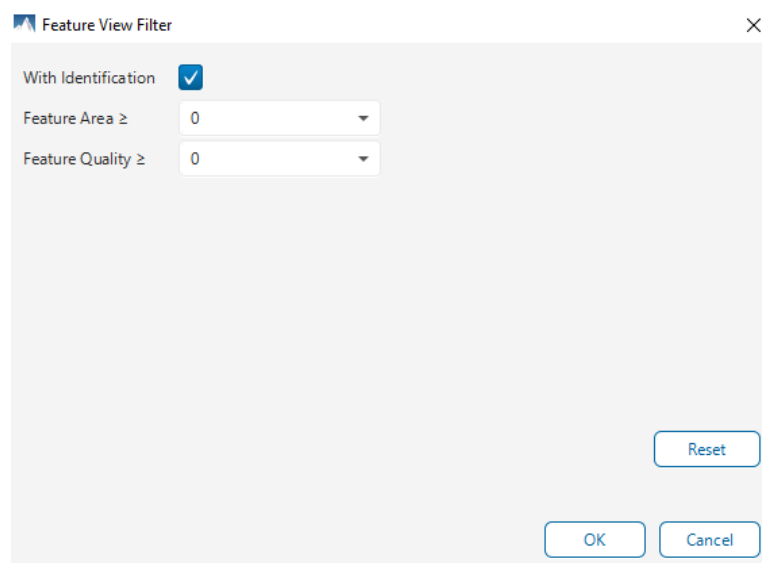 Feature View Filter
With Identification
Feature Area ≥ 0
Feature Quality ≥ 0
Reset
OK Cancel